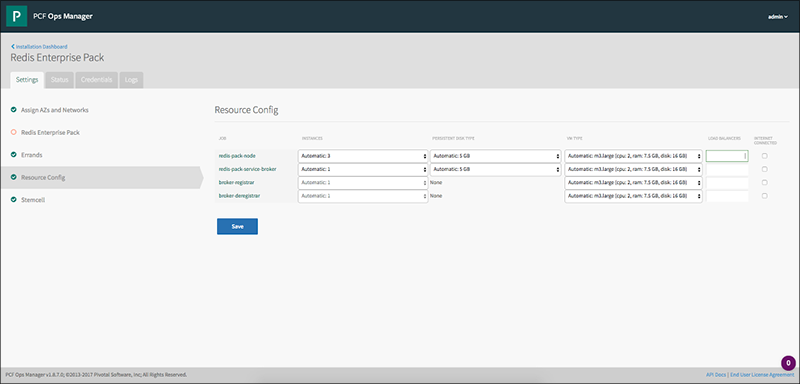 P PCF Ops Manager admin
Installation Dashboard
Redis Enterprise Pack
Settings Status Credentials Logs
Assign AZs and Networks
Redis Enterprise Pack
Errands
Resource Config
Stemcell
Resource Config
JOB INSTANCES PERSISTENT DISK TYPE VM TYPE LOAD BALANCERS INTERNET CONNECTED
redis-pack-node Automatic: 3 Automatic: 5 GB Automatic: m3.large (cpu: 2, ram: 7.5 GB, disk: 16 GB)
redis-pack-service-broker Automatic: 1 Automatic: 5 GB Automatic: m3.large (cpu: 2, ram: 7.5 GB, disk: 16 GB)
broker-registrar Automatic: 1 None Automatic: m3.large (cpu: 2, ram: 7.5 GB, disk: 16 GB)
broker-deregistrar Automatic: 1 None Automatic: m3.large (cpu: 2, ram: 7.5 GB, disk: 16 GB)
Save
0
PCF Ops Manager v1.8.7.0; ©2013-2017 Pivotal Software, Inc; All Rights Reserved. API Docs | End User License Agreement